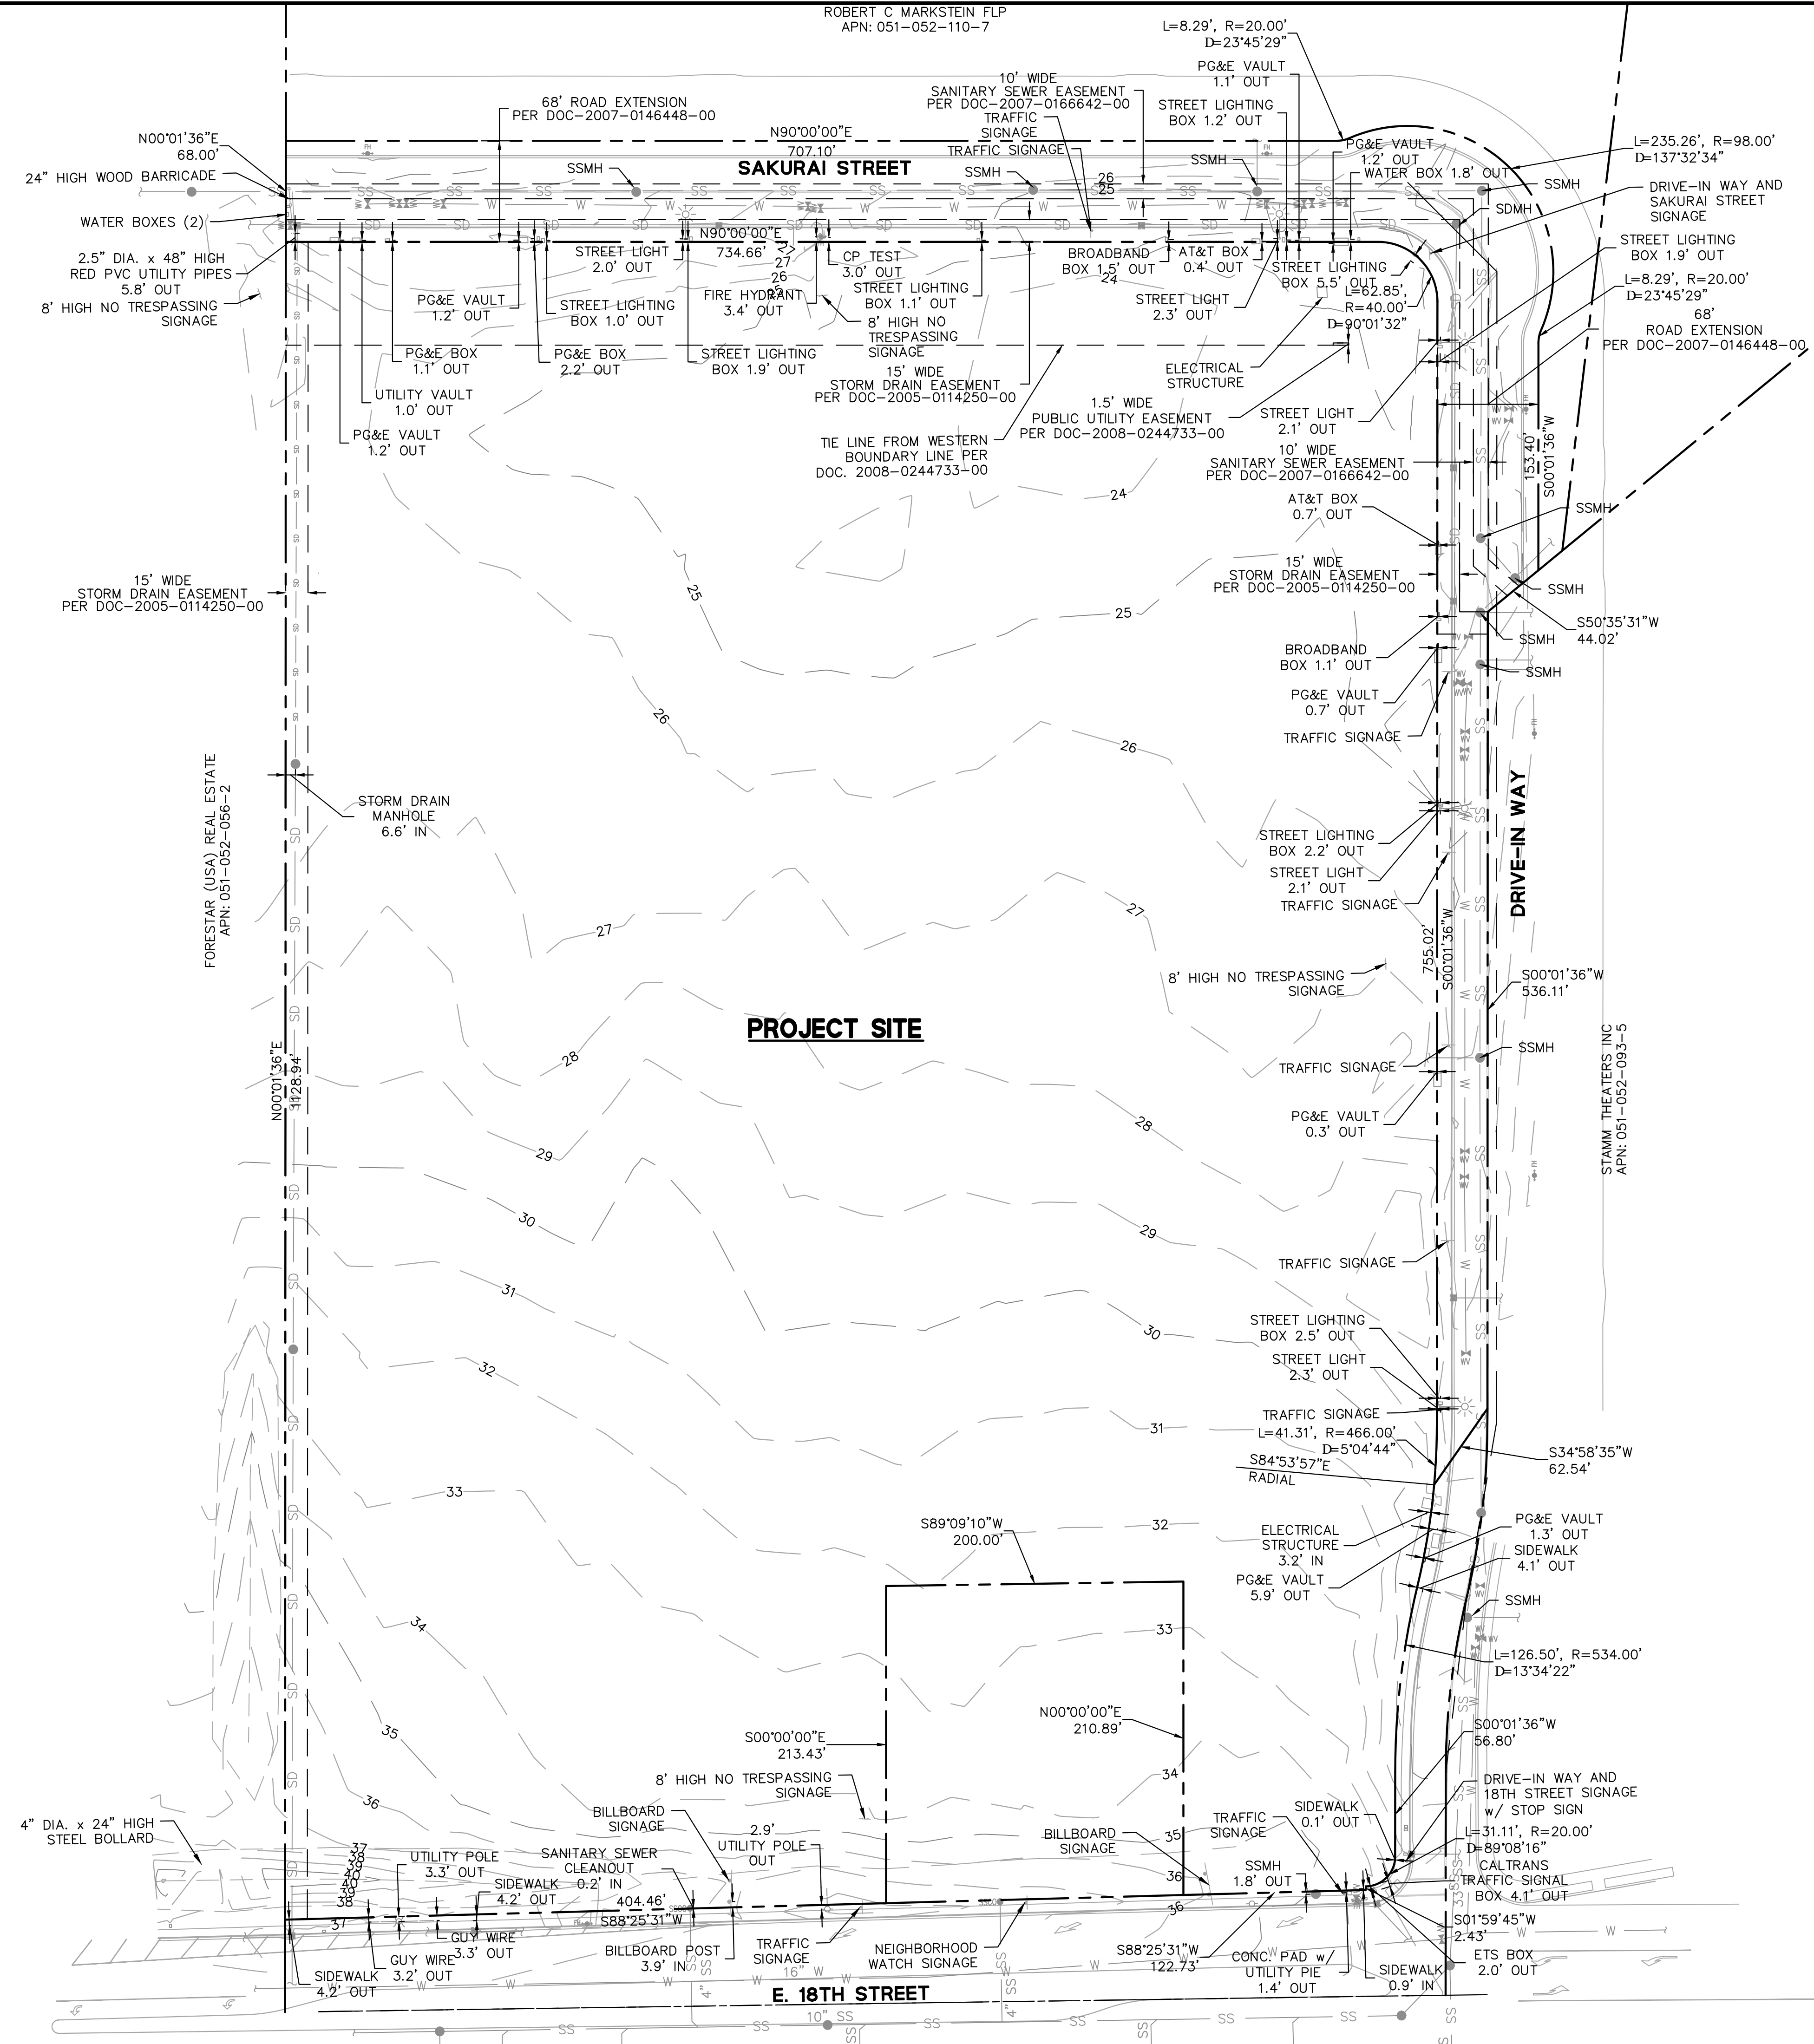 ROBERT C MARKSTEIN FLP
APN: 051-052-110-7
L=8.29', R=20.00'
D=23°45'29"
PG&E VAULT
1.1' OUT
10' WIDE
SANITARY SEWER EASEMENT
PER DOC-2007-0166642-00
STREET LIGHTING
BOX 1.2' OUT
68' ROAD EXTENSION
PER DOC-2007-0146448-00
TRAFFIC
SIGNAGE
N90°00'00"E
707.10'
TRAFFIC SIGNAGE
SAKURAI STREET
N00°01'36"E
68.00'
24" HIGH WOOD BARRICADE
SSMH
SSMH
SSMH
PG&E VAULT
1.2' OUT
WATER BOX 1.8' OUT
L=235.26', R=98.00'
D=137°32'34"
SSMH
SDMH
DRIVE-IN WAY AND
SAKURAI STREET
SIGNAGE
WATER BOXES (2)
26
25
N90°00'00"E
734.66'
2.5" DIA. x 48" HIGH
RED PVC UTILITY PIPES
5.8' OUT
8' HIGH NO TRESPASSING
SIGNAGE
STREET LIGHT
2.0' OUT
27
27
26
25
CP TEST
3.0' OUT
BROADBAND
BOX 1.5' OUT
AT&T BOX
0.4' OUT
24
STREET LIGHTING
BOX 5.5' OUT
STREET LIGHTING
BOX 1.9' OUT
L=8.29', R=20.00'
D=23°45'29"
PG&E VAULT
1.2' OUT
STREET LIGHTING
BOX 1.0' OUT
FIRE HYDRANT
3.4' OUT
STREET LIGHTING
BOX 1.1' OUT
STREET LIGHT
2.3' OUT
L=62.85',
R=40.00'
D=90°01'32"
68'
ROAD EXTENSION
PER DOC-2007-0146448-00
8' HIGH NO
TRESPASSING
SIGNAGE
PG&E BOX
1.1' OUT
PG&E BOX
2.2' OUT
STREET LIGHTING
BOX 1.9' OUT
15' WIDE
STORM DRAIN EASEMENT
PER DOC-2005-0114250-00
ELECTRICAL
STRUCTURE
UTILITY VAULT
1.0' OUT
1.5' WIDE
PUBLIC UTILITY EASEMENT
PER DOC-2008-0244733-00
STREET LIGHT
2.1' OUT
PG&E VAULT
1.2' OUT
TIE LINE FROM WESTERN
BOUNDARY LINE PER
DOC. 2008-0244733-00
10' WIDE
SANITARY SEWER EASEMENT
PER DOC-2007-0166642-00
153.40'
S00°01'36"W
24
AT&T BOX
0.7' OUT
SSMH
15' WIDE
STORM DRAIN EASEMENT
PER DOC-2005-0114250-00
15' WIDE
STORM DRAIN EASEMENT
PER DOC-2005-0114250-00
SSMH
25
25
S50°35'31"W
44.02'
SSMH
BROADBAND
BOX 1.1' OUT
SSMH
PG&E VAULT
0.7' OUT
26
26
TRAFFIC SIGNAGE
FORESTAR (USA) REAL ESTATE
APN: 051-052-056-2
STORM DRAIN
MANHOLE
6.6' IN
DRIVE-IN WAY
STREET LIGHTING
BOX 2.2' OUT
STREET LIGHT
2.1' OUT
TRAFFIC SIGNAGE
27
27
755.02'
S00°01'36"W
8' HIGH NO TRESPASSING
SIGNAGE
S00°01'36"W
536.11'
PROJECT SITE
N00°01'36"E
1128.94'
28
28
TRAFFIC SIGNAGE
SSMH
STAMM THEATERS INC
APN: 051-052-093-5
PG&E VAULT
0.3' OUT
29
29
30
30
TRAFFIC SIGNAGE
31
31
STREET LIGHTING
BOX 2.5' OUT
STREET LIGHT
2.3' OUT
32
TRAFFIC SIGNAGE
L=41.31', R=466.00'
D=5°04'44"
S84°53'57"E
RADIAL
S34°58'35"W
62.54'
33
32
S89°09'10"W
200.00'
ELECTRICAL
STRUCTURE
3.2' IN
PG&E VAULT
1.3' OUT
SIDEWALK
4.1' OUT
PG&E VAULT
5.9' OUT
SSMH
34
33
L=126.50', R=534.00'
D=13°34'22"
N00°00'00"E
210.89'
35
S00°00'00"E
213.43'
S00°01'36"W
56.80'
34
36
8' HIGH NO TRESPASSING
SIGNAGE
DRIVE-IN WAY AND
18TH STREET SIGNAGE
w/ STOP SIGN
BILLBOARD
SIGNAGE
SIDEWALK
0.1' OUT
TRAFFIC
SIGNAGE
4" DIA. x 24" HIGH
STEEL BOLLARD
2.9'
UTILITY POLE
OUT
BILLBOARD
SIGNAGE
35
L=31.11', R=20.00'
D=89°08'16"
37
38
39
40
40
39
38
37
UTILITY POLE
3.3' OUT
SANITARY SEWER
CLEANOUT
0.2' IN
SIDEWALK
4.2' OUT
404.46'
S88°25'31"W
36
36
SSMH
1.8' OUT
CALTRANS
TRAFFIC SIGNAL
BOX 4.1' OUT
33"
S01°59'45"W
2.43'
GUY WIRE
3.3' OUT
GUY WIRE
3.2' OUT
BILLBOARD POST
3.9' IN
TRAFFIC
SIGNAGE
NEIGHBORHOOD
WATCH SIGNAGE
S88°25'31"W
122.73'
CONC. PAD w/
UTILITY PIE
1.4' OUT
SIDEWALK
0.9' IN
ETS BOX
2.0' OUT
SIDEWALK
4.2' OUT
16" W
4" SS
4" SS
E. 18TH STREET
10" SS